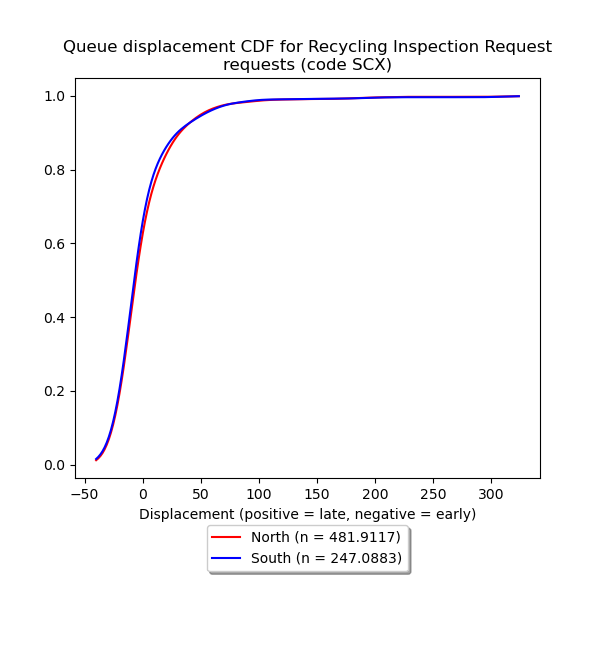 Queue displacement CDF for Recycling Inspection Request
requests (code SCX)
1.0
0.8
0.6
0.4
0.2
0.0
−50 0 50 100 150 200 250 300
Displacement (positive = late, negative = early)
North (n = 481.9117)
South (n = 247.0883)